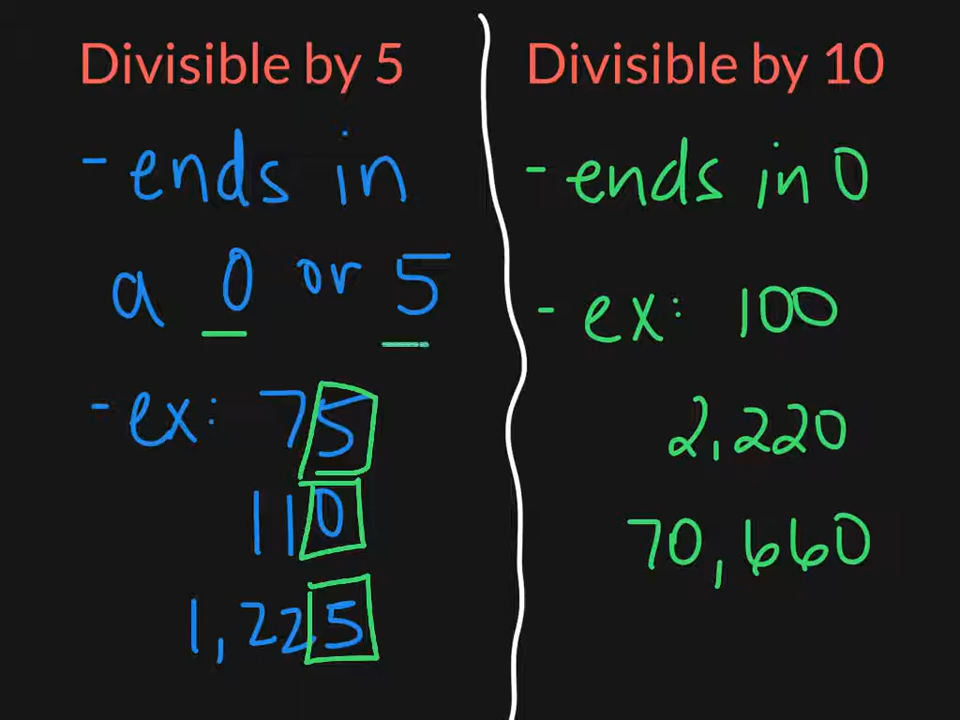 Divisible by 5
- ends in
a 0 or 5
- ex: 75
110
1,225
Divisible by 10
- ends in 0
- ex: 100
2,220
70,660